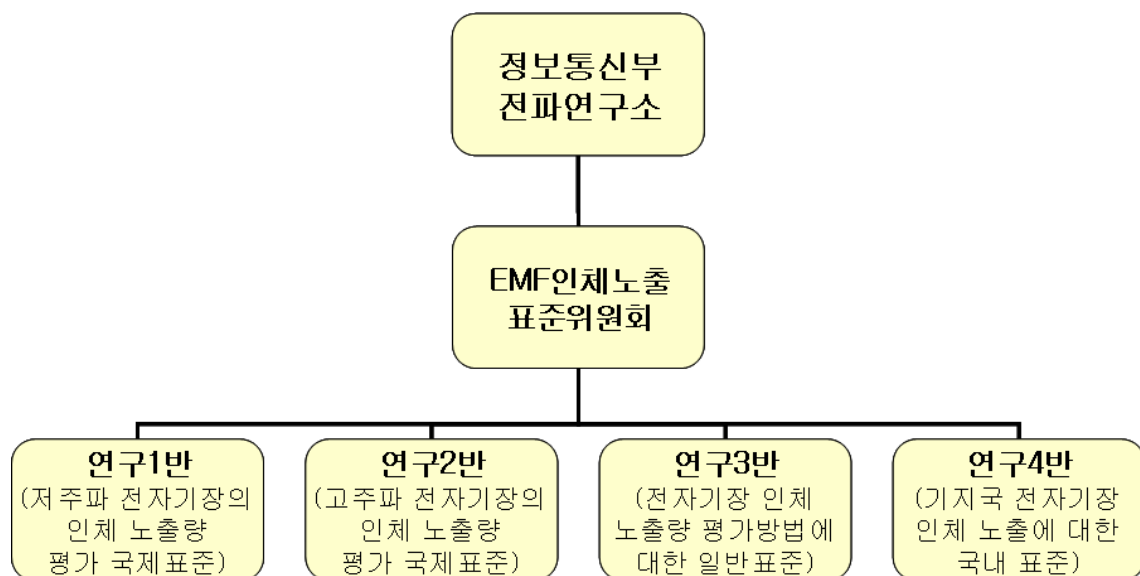 정보통신부
전파연구소
EMF인체노출
표준위원회
연구1반
(저주파 전자기장의
인체 노출량
평가 국제표준)
연구2반
(고주파 전자기장의
인체 노출량
평가 국제표준)
연구3반
(전자기장 인체
노출량 평가방법에
대한 일반표준)
연구4반
(기지국 전자기장
인체 노출에 대한
국내 표준)